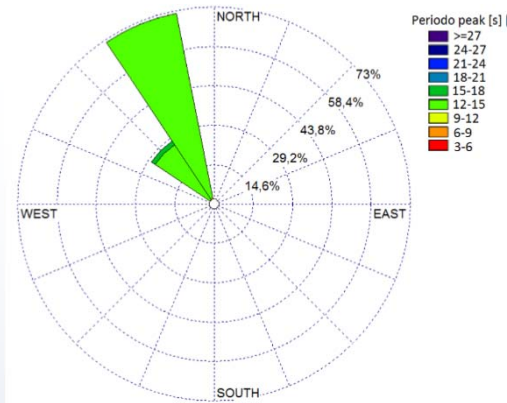 NORTH
73%
58,4%
43,8%
29,2%
14,6%
WEST
EAST
SOUTH
Periodo peak [s]
>=27
24-27
21-24
18-21
15-18
12-15
9-12
6-9
3-6